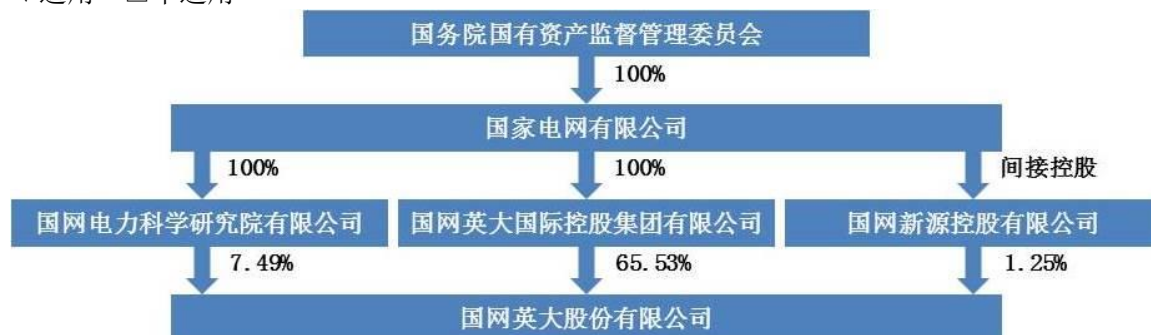 国务院国有资产监督管理委员会
100%
国家电网有限公司
100% 100% 间接控股
国网电力科学研究院有限公司 国网英大国际控股集团有限公司 国网新源控股有限公司
7.49% 65.53% 1.25%
国网英大股份有限公司